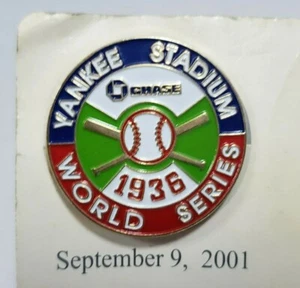 YANKEE STADIUM
CHASE
1936
WORLD SERIES
September 9, 2001